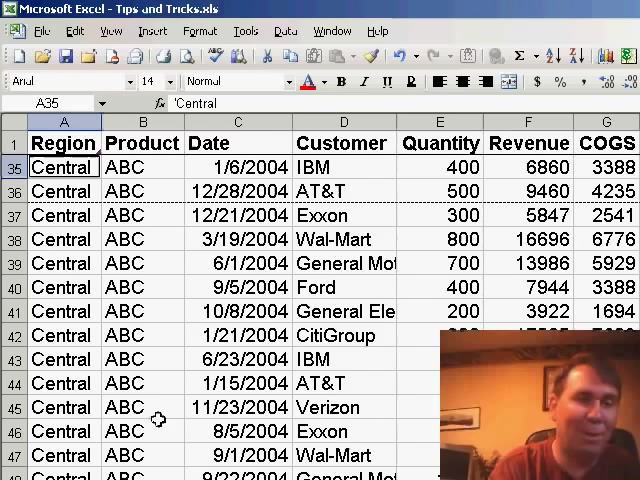 Microsoft Excel - Tips and Tricks.xls
File Edit View Insert Format Tools Data Window Help
Arial 14 Normal A B I U $ % ,
A35 fx 'Central
A B C D E F G
1 Region Product Date Customer Quantity Revenue COGS
35 Central ABC 1/6/2004 IBM 400 6860 3388
36 Central ABC 12/28/2004 AT&T 500 9460 4235
37 Central ABC 12/21/2004 Exxon 300 5847 2541
38 Central ABC 3/19/2004 Wal-Mart 800 16696 6776
39 Central ABC 6/1/2004 General Mot 700 13986 5929
40 Central ABC 9/5/2004 Ford 400 7944 3388
41 Central ABC 10/8/2004 General Ele 200 3922 1694
42 Central ABC 1/21/2004 CitiGroup
43 Central ABC 6/23/2004 IBM
44 Central ABC 1/15/2004 AT&T
45 Central ABC 11/23/2004 Verizon
46 Central ABC 8/5/2004 Exxon
47 Central ABC 9/1/2004 Wal-Mart
Central ABC 9/22/2004 General Mot